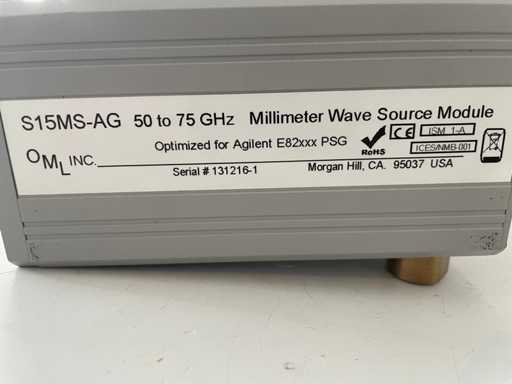 S15MS-AG 50 to 75 GHz Millimeter Wave Source Module
OML INC. Optimized for Agilent E82xxx PSG
RoHS
CE
ISM 1-A
ICES/NMB-001
Serial # 131216-1
Morgan Hill, CA. 95037 USA